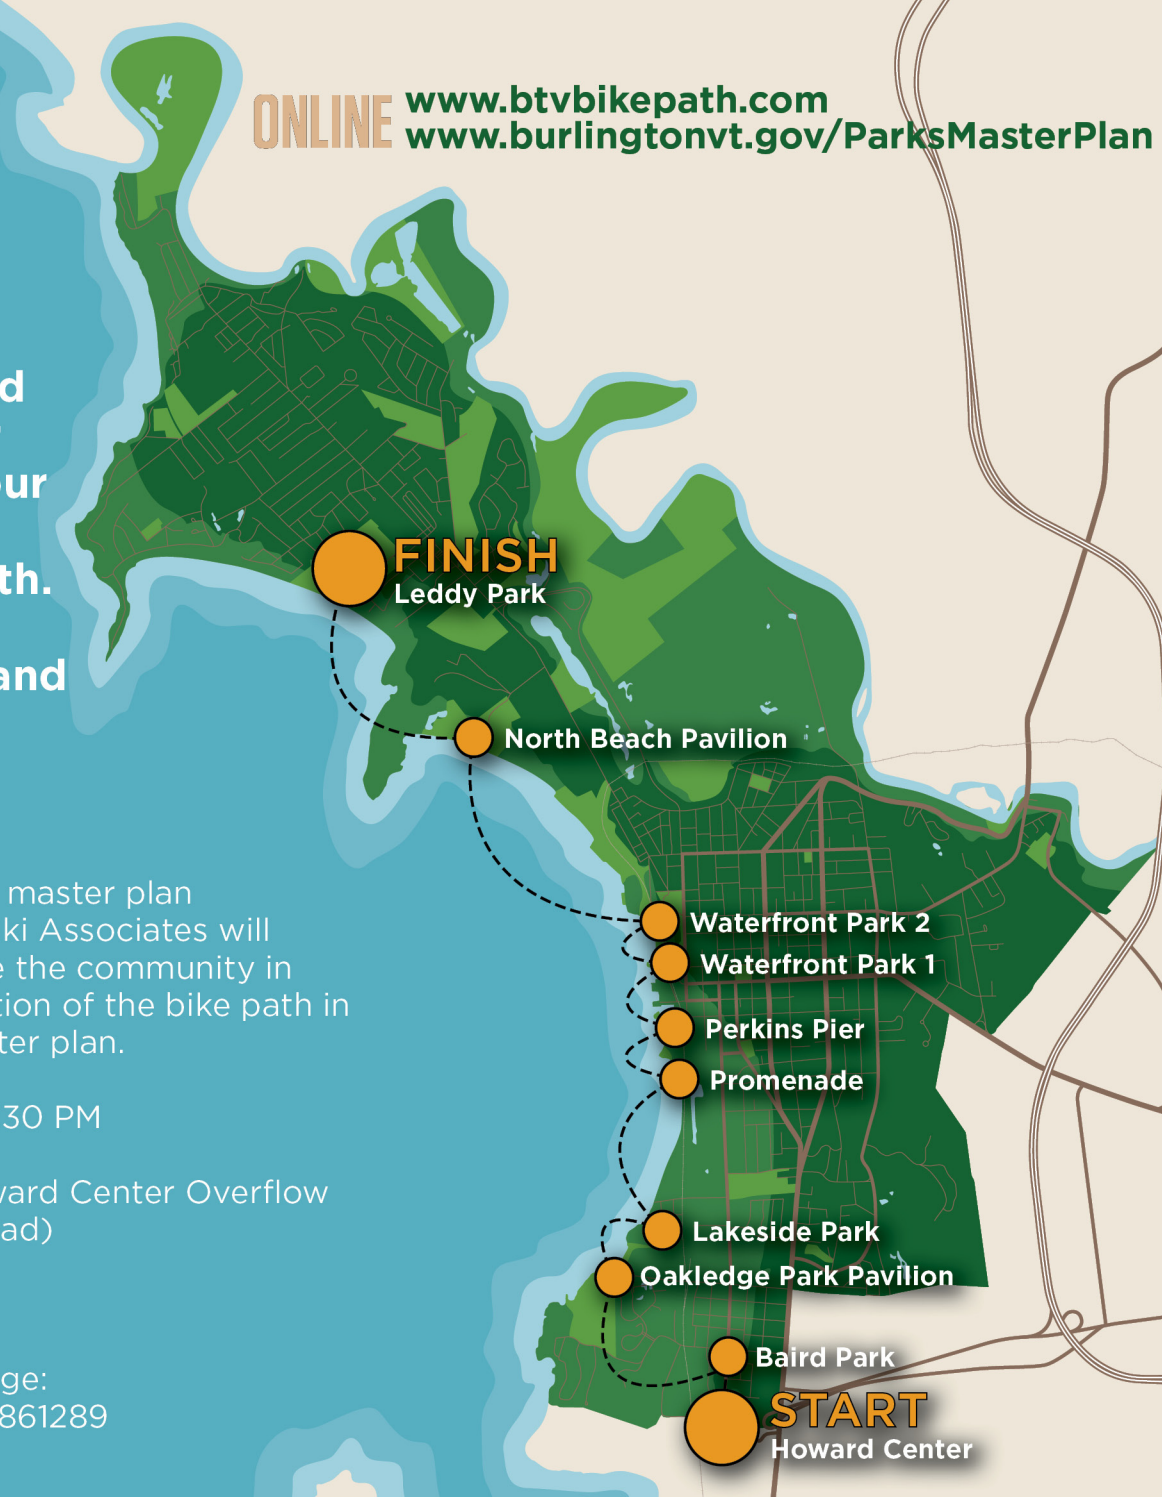 ONLINE www.btvbikepath.com
www.burlingtonvt.gov/ParksMasterPlan
d
our
th.
and
FINISH
Leddy Park
North Beach Pavilion
master plan
ki Associates will
e the community in
tion of the bike path in
ter plan.
Waterfront Park 2
Waterfront Park 1
Perkins Pier
Promenade
30 PM
ward Center Overflow
ad)
Lakeside Park
Oakledge Park Pavilion
ge:
861289
Baird Park
START
Howard Center